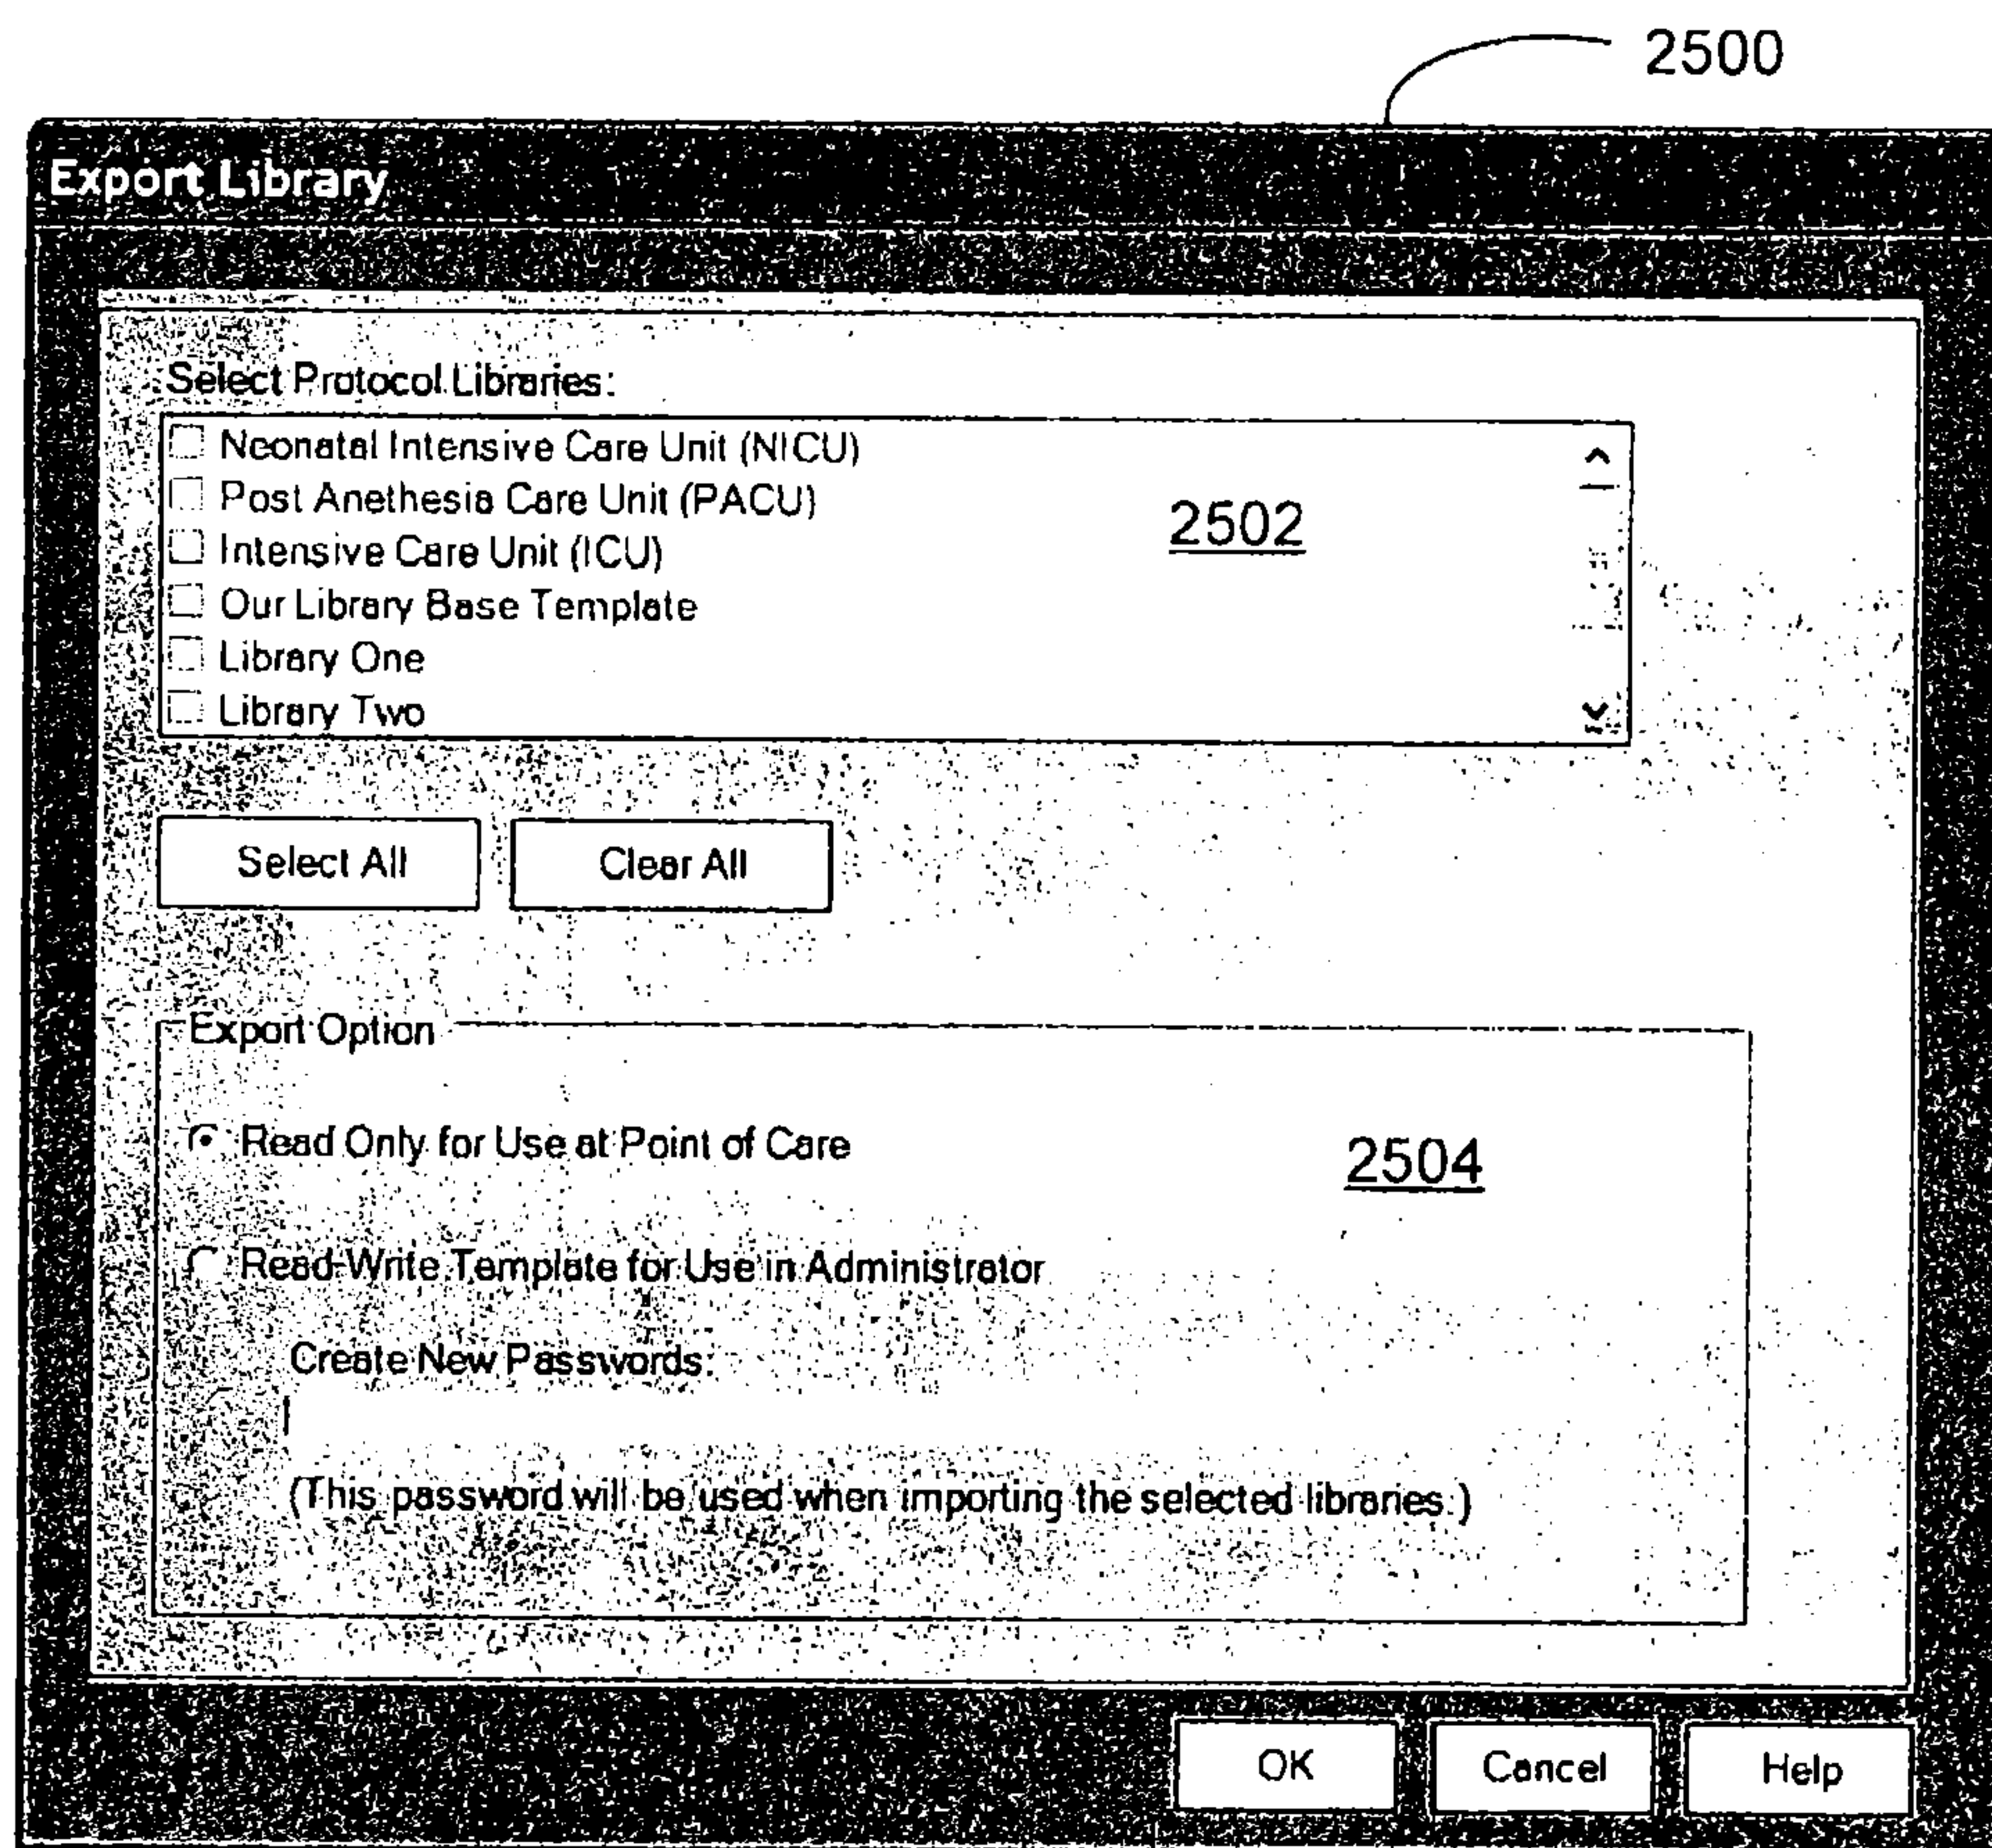 2500
Export Library
Select Protocol Libraries:
Neonatal Intensive Care Unit (NICU)
Post Anethesia Care Unit (PACU)
2502
Intensive Care Unit (ICU)
Our Library Base Template
Library One
Library Two
Select All Clear All
Export Option
Read Only for Use at Point of Care
2504
Read-Write Template for Use in Administrator
Create New Passwords:
(This password will be used when importing the selected libraries.)
OK Cancel Help